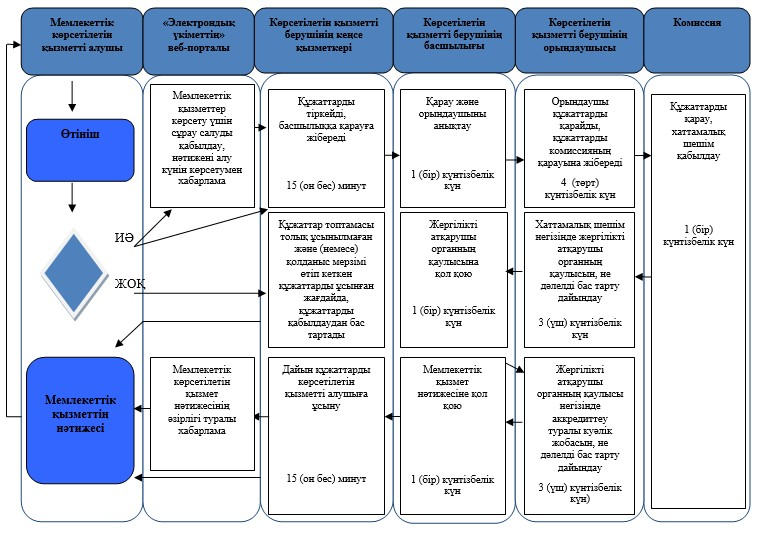 Мемлекеттік
көрсетілетін
қызметті алушы
«Электрондық
үкіметтің»
веб-порталы
Көрсетілетін қызметті
берушінің кеңсе
қызметкері
Көрсетілетін
қызметті берушінің
басшылығы
Көрсетілетін
қызметті берушінің
орындаушысы
Комиссия
Өтініш
ИӘ
ЖОҚ
Мемлекеттік
қызметтің
нәтижесі
Мемлекеттік
қызметтер
көрсету үшін
сұрау салуды
қабылдау,
нәтижені алу
күнін көрсетумен
хабарлама
Мемлекеттік
көрсетілетін
қызмет
нәтижесінің
әзірлігі туралы
хабарлама
Құжаттарды
тіркейді,
басшылыққа қарауға
жібереді
15 (он бес) минут
Құжаттар топтамасы
толық ұсынылмаған
және (немесе)
қолданыс мерзімі
өтіп кеткен
құжаттарды ұсынған
жағдайда,
құжаттарды
қабылдаудан бас
тартады
Дайын құжаттарды
көрсетілетін
қызметті алушыға
ұсыну
15 (он бес) минут
Қарау және
орындаушыны
анықтау
1 (бір) күнтізбелік
күн
Жергілікті
атқарушы
органның
қаулысына
қол қою
1 (бір) күнтізбелік
күн
Мемлекеттік
қызмет
нәтижесіне қол
қою
1 (бір) күнтізбелік
күн
Орындаушы
құжаттарды
қарайды,
құжаттарды
комиссияның
қарауына жібереді
4 (төрт)
күнтізбелік күн
Хаттамалық шешім
негізінде жергілікті
атқарушы
органның
қаулысын, не
дәлелді бас тарту
дайындау
3 (үш) күнтізбелік
күн
Жергілікті
атқарушы
органның қаулысы
негізінде
аккредиттеу
туралы куәлік
жобасын, не
дәлелді бас тарту
дайындау
3 (үш) күнтізбелік
күн)
Құжаттарды
қарау,
хаттамалық
шешім
қабылдау
1 (бір)
күнтізбелік күн